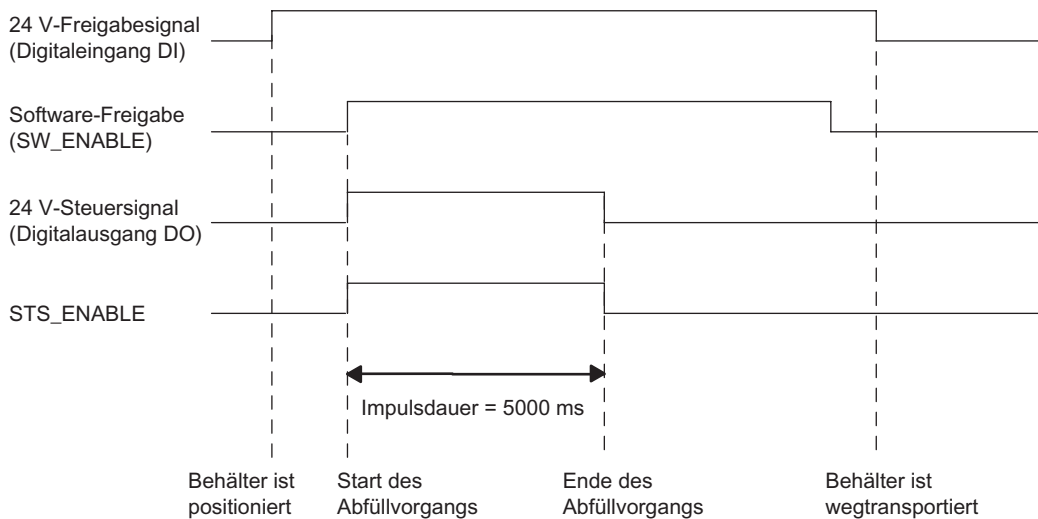 24 V-Freigabesignal
(Digitaleingang DI)
Software-Freigabe
(SW_ENABLE)
24 V-Steuersignal
(Digitalausgang DO)
STS_ENABLE
Impulsdauer = 5000 ms
Behälter ist
positioniert
Start des
Abfüllvorgangs
Ende des
Abfüllvorgangs
Behälter ist
wegtransportiert